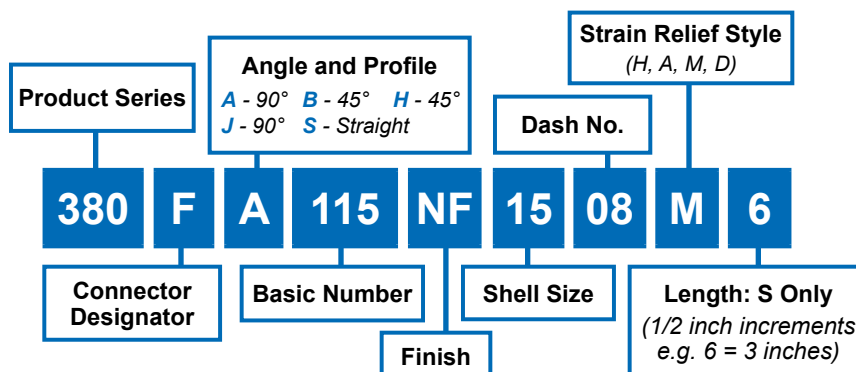 Strain Relief Style
(H, A, M, D)
Angle and Profile
A - 90° B - 45° H - 45°
J - 90° S - Straight
Product Series
Dash No.
380 F A 115 NF 15 08 M 6
Connector
Designator
Basic Number
Finish
Shell Size
Length: S Only
(1/2 inch increments
e.g. 6 = 3 inches)